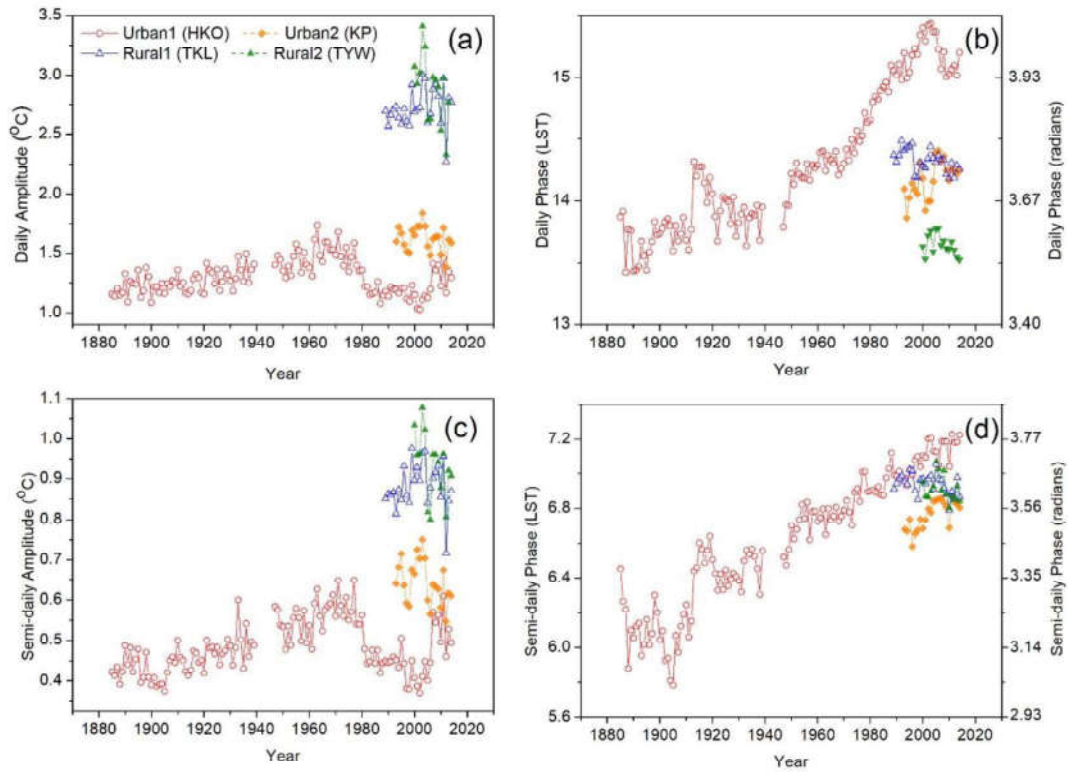 Urban1 (HKO) Urban2 (KP)
Rural1 (TKL) Rural2 (TYW)
(a)
3.5
3.0
2.5
2.0
1.5
1.0
Daily Amplitude (°C)
1880 1900 1920 1940 1960 1980 2000 2020
Year
(b)
15
14
13
Daily Phase (LST)
3.93
3.67
3.40
Daily Phase (radians)
1880 1900 1920 1940 1960 1980 2000 2020
Year
(c)
1.1
1.0
0.9
0.8
0.7
0.6
0.5
0.4
Semi-daily Amplitude (°C)
1880 1900 1920 1940 1960 1980 2000 2020
Year
(d)
7.2
6.8
6.4
6.0
5.6
Semi-daily Phase (LST)
3.77
3.56
3.35
3.14
2.93
Semi-daily Phase (radians)
1880 1900 1920 1940 1960 1980 2000 2020
Year